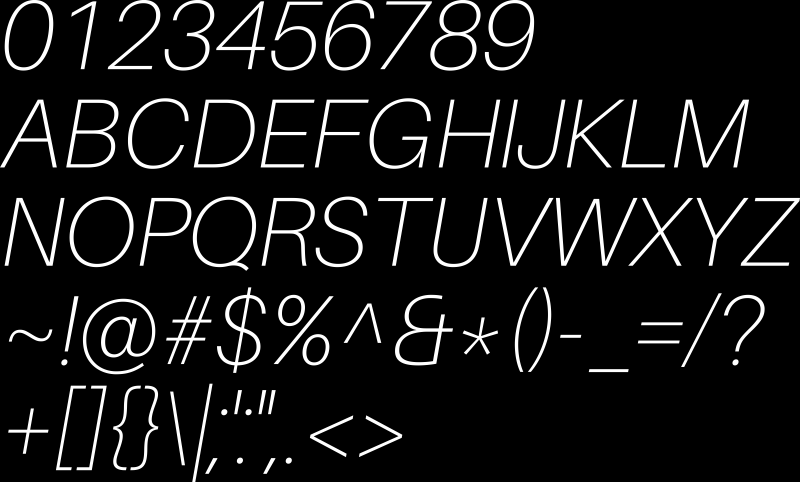 0123456789
ABCDEFGHIJKLM
NOPQRSTUVWXYZ
~!@#$%^&*()-_=/?
+[]{}\|;:'"",.<>